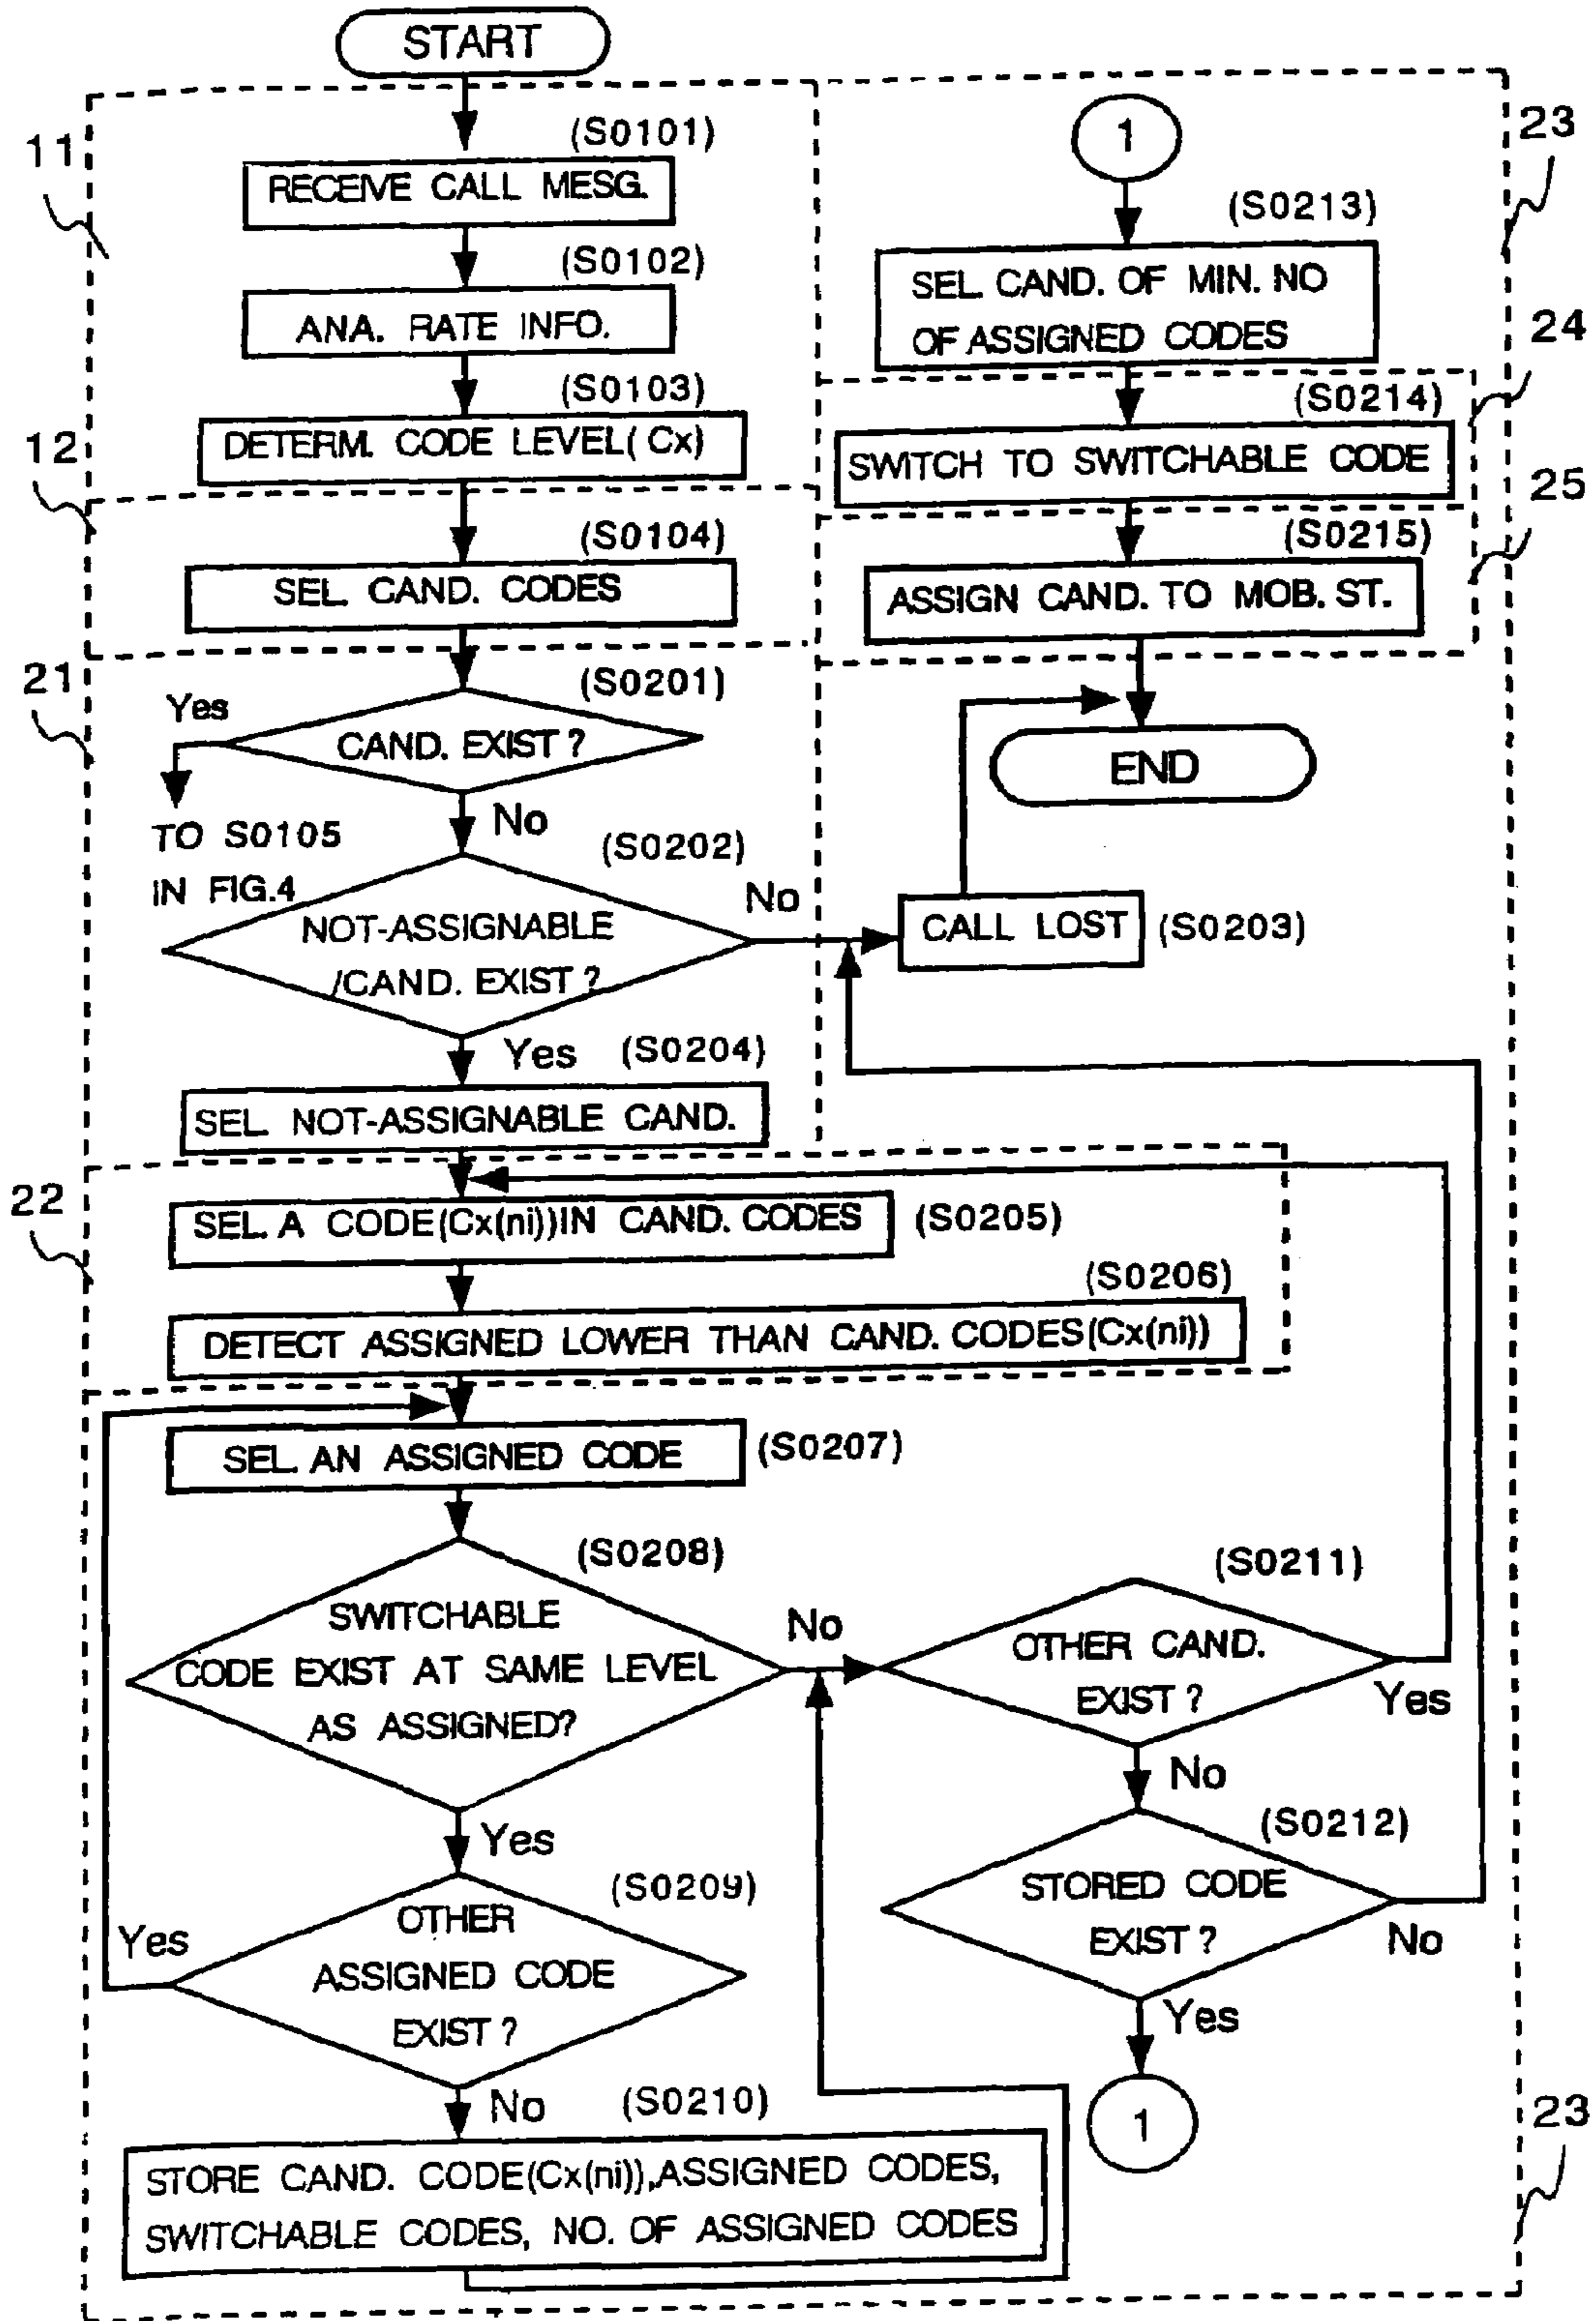 START
11
(S0101)
RECEIVE CALL MESG.
(S0102)
ANA. RATE INFO.
(S0103)
DETERM. CODE LEVEL(Cx)
12
(S0104)
SEL. CAND. CODES
21
(S0201)
Yes
CAND. EXIST ?
No
TO S0105
IN FIG.4
(S0202)
NOT-ASSIGNABLE
/CAND. EXIST ?
No
CALL LOST
(S0203)
Yes
(S0204)
SEL. NOT-ASSIGNABLE CAND.
22
SEL. A CODE(Cx(ni))IN CAND. CODES
(S0205)
(S0206)
DETECT ASSIGNED LOWER THAN CAND. CODES(Cx(ni))
SEL. AN ASSIGNED CODE
(S0207)
(S0208)
SWITCHABLE
CODE EXIST AT SAME LEVEL
AS ASSIGNED?
No
Yes
(S0209)
OTHER
ASSIGNED CODE
EXIST ?
Yes
No
(S0210)
STORE CAND. CODE(Cx(ni)),ASSIGNED CODES,
SWITCHABLE CODES, NO. OF ASSIGNED CODES
(S0211)
OTHER CAND.
EXIST ?
Yes
No
(S0212)
STORED CODE
EXIST ?
No
Yes
1
23
1
23
(S0213)
SEL. CAND. OF MIN. NO
OF ASSIGNED CODES
24
(S0214)
SWITCH TO SWITCHABLE CODE
25
(S0215)
ASSIGN CAND. TO MOB. ST.
END